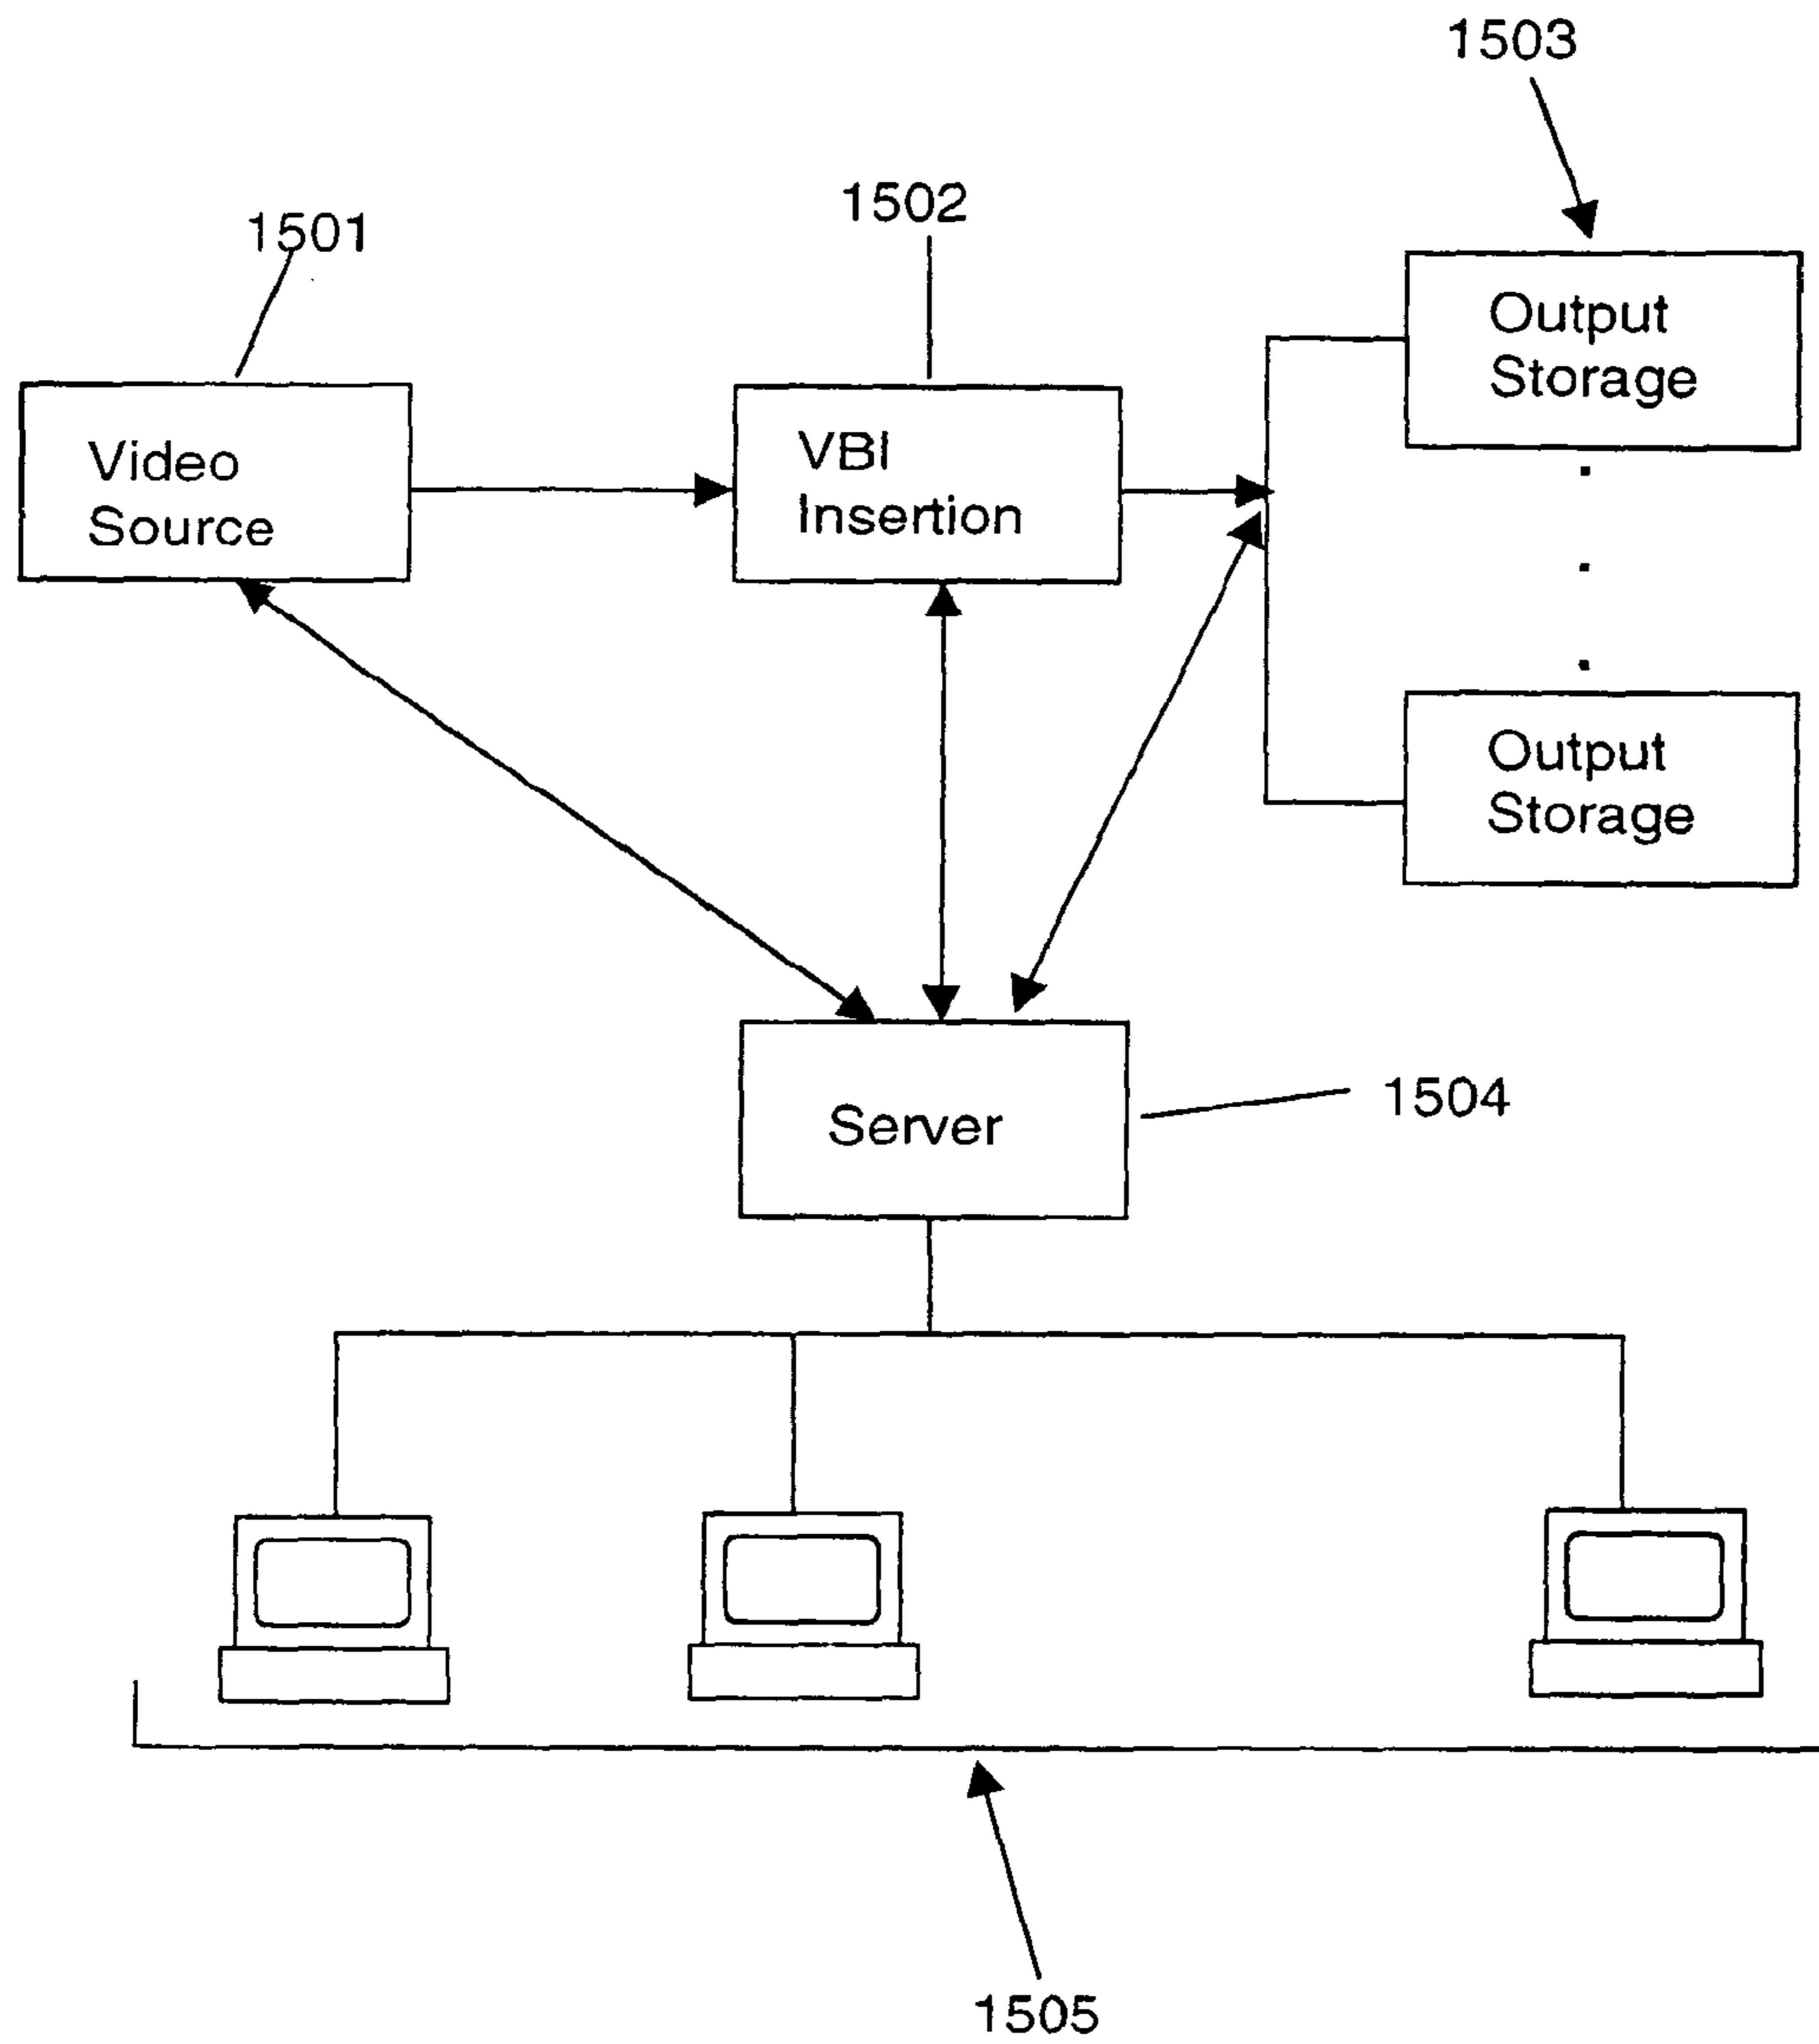 1503
1502
1501
Output
Storage
VBI
Insertion
Video
Source
Output
Storage
1504
Server
1505